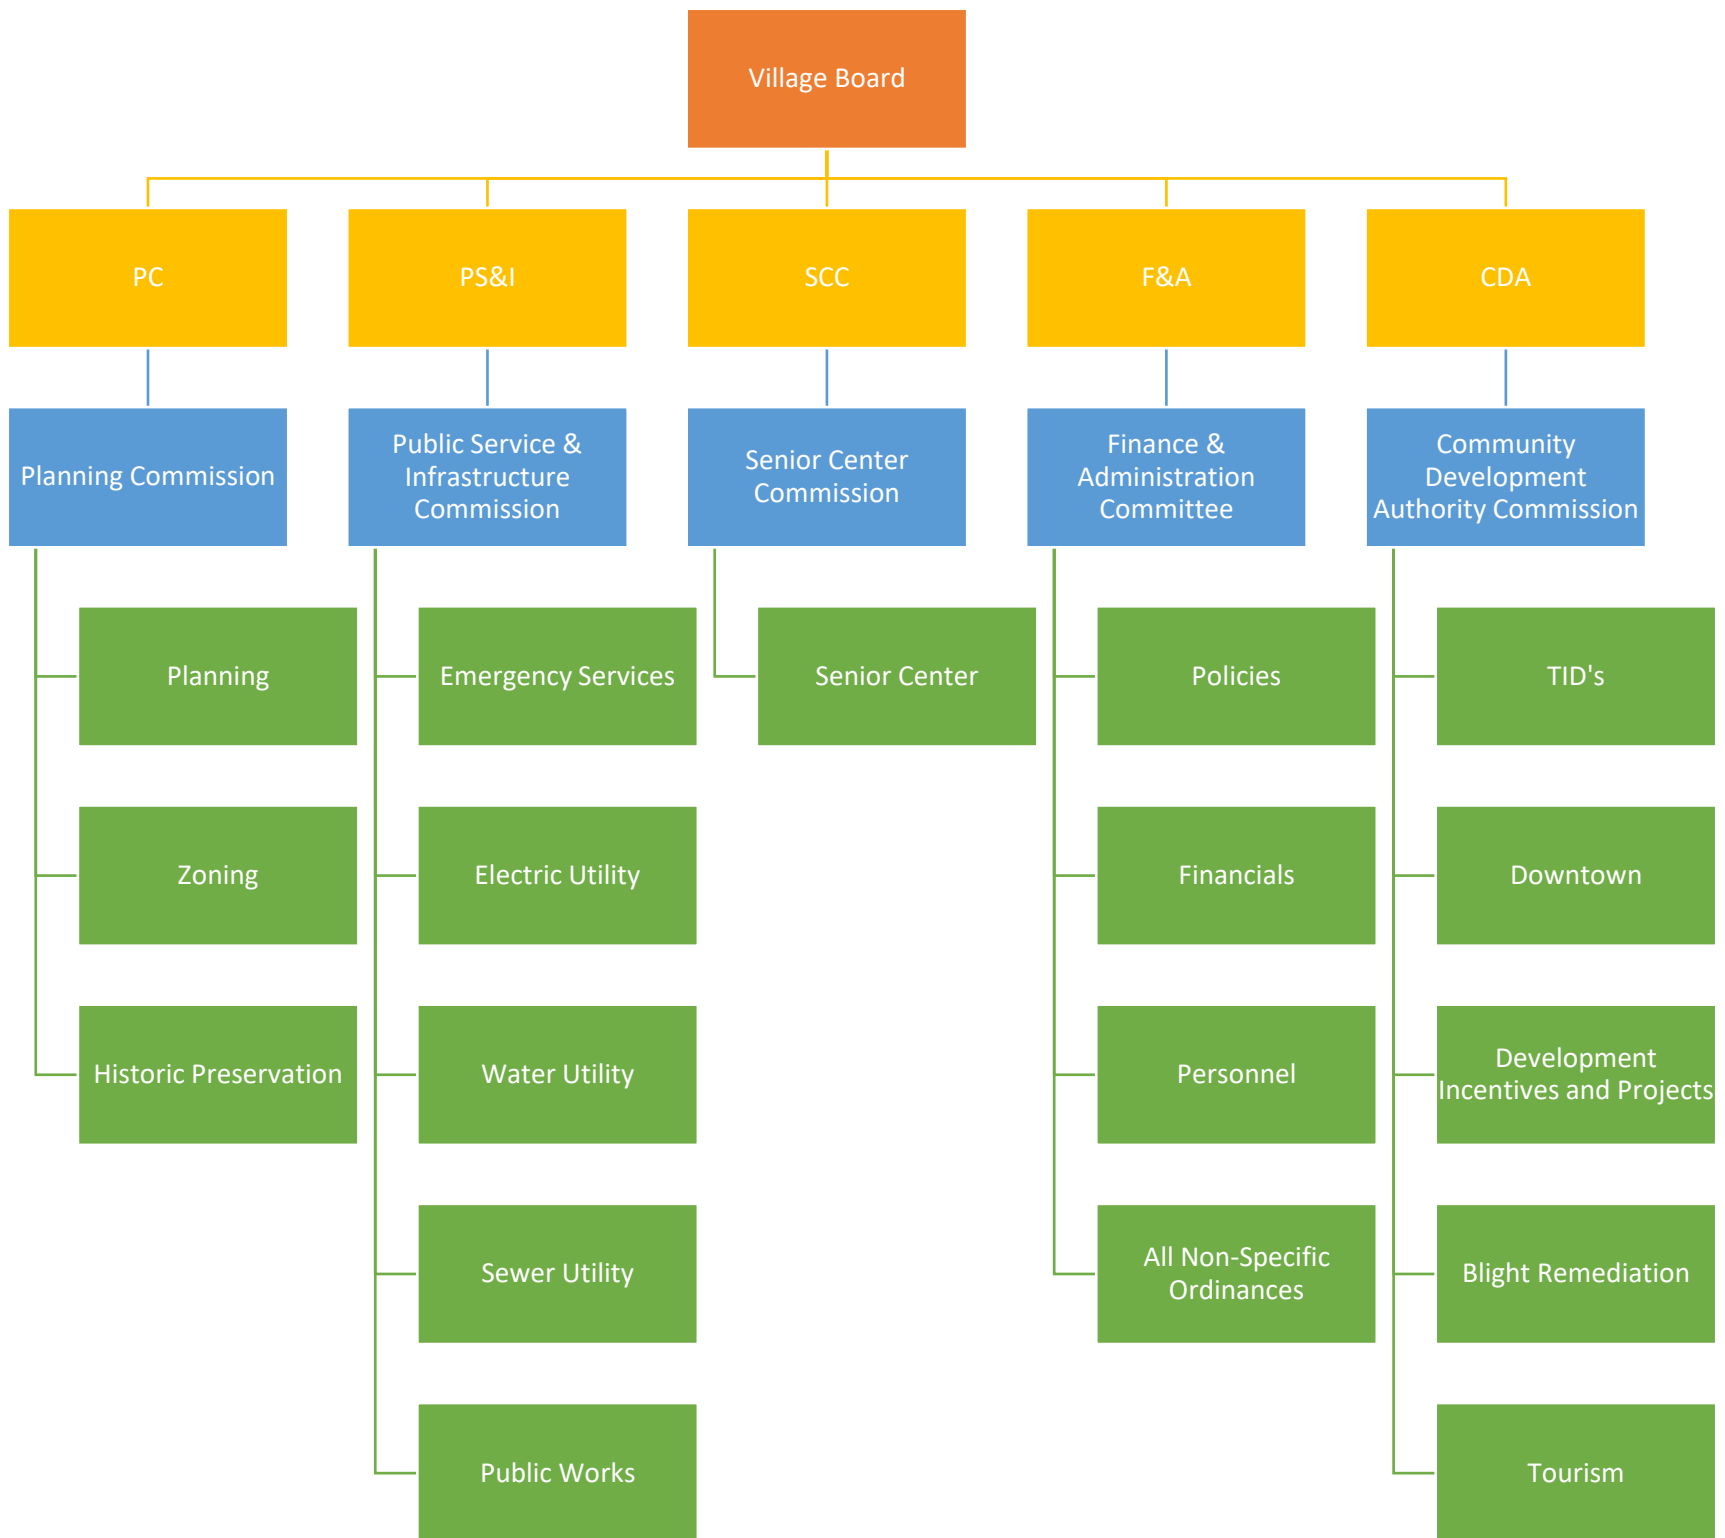 Village Board
PC
PS&I
SCC
F&A
CDA
Planning Commission
Public Service &
Infrastructure
Commission
Senior Center
Commission
Finance &
Administration
Committee
Community
Development
Authority Commission
Planning
Emergency Services
Senior Center
Policies
TID's
Zoning
Electric Utility
Financials
Downtown
Historic Preservation
Water Utility
Personnel
Development
Incentives and Projects
Sewer Utility
All Non-Specific
Ordinances
Blight Remediation
Public Works
Tourism